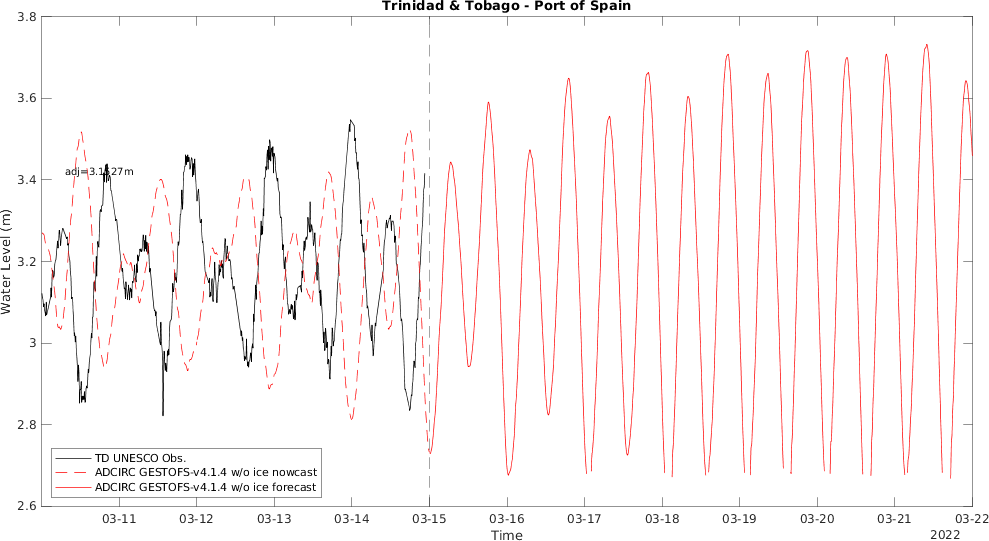 Trinidad & Tobago - Port of Spain
3.8
3.6
3.4
3.2
3
2.8
2.6
Water Level (m)
adj=3.1527m
TD UNESCO Obs.
ADCIRC GESTOFS-v4.1.4 w/o ice nowcast
ADCIRC GESTOFS-v4.1.4 w/o ice forecast
03-11 03-12 03-13 03-14 03-15 03-16 03-17 03-18 03-19 03-20 03-21 03-22
Time
2022